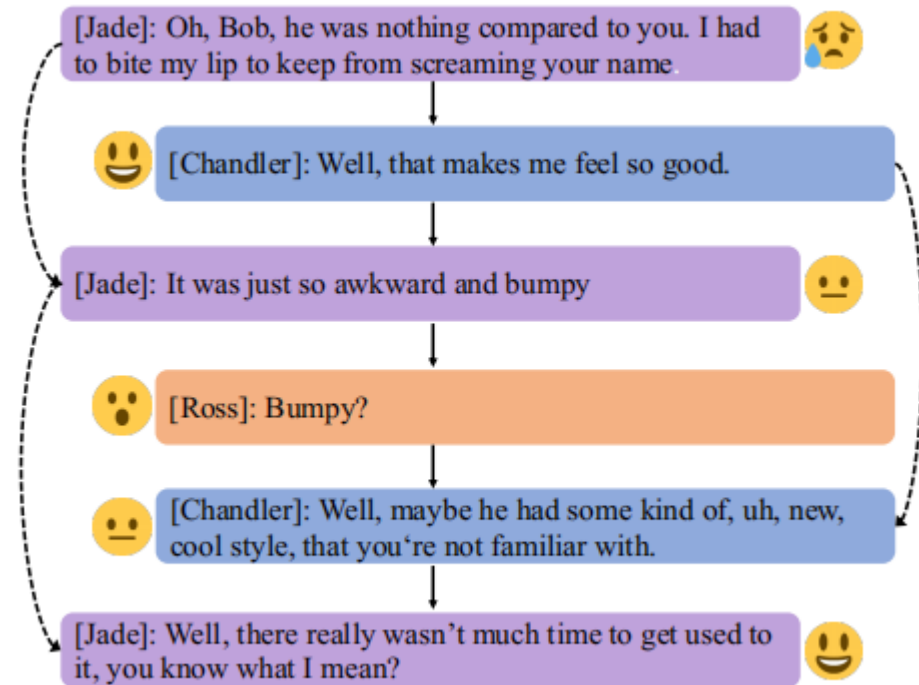 [Jade]: Oh, Bob, he was nothing compared to you. I had
to bite my lip to keep from screaming your name.
[Chandler]: Well, that makes me feel so good.
[Jade]: It was just so awkward and bumpy
[Ross]: Bumpy?
[Chandler]: Well, maybe he had some kind of, uh, new,
cool style, that you‘re not familiar with.
[Jade]: Well, there really wasn’t much time to get used to
it, you know what I mean?